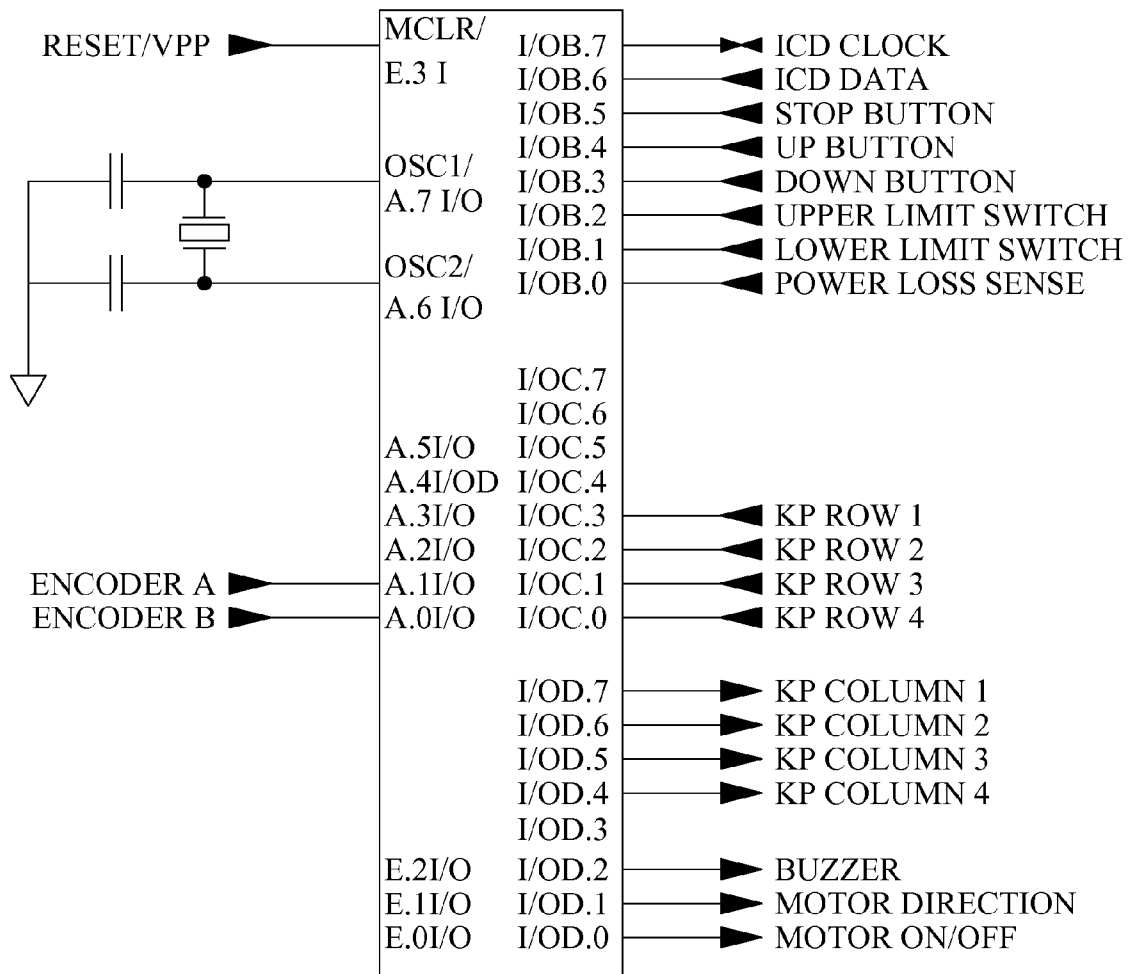 RESET/VPP MCLR/ I/OB.7 ICD CLOCK
E.3 I I/OB.6 ICD DATA
I/OB.5 STOP BUTTON
I/OB.4 UP BUTTON
OSC1/ I/OB.3 DOWN BUTTON
A.7 I/O I/OB.2 UPPER LIMIT SWITCH
I/OB.1 LOWER LIMIT SWITCH
OSC2/ I/OB.0 POWER LOSS SENSE
A.6 I/O
I/OC.7
I/OC.6
A.5I/O I/OC.5
A.4I/OD I/OC.4
A.3I/O I/OC.3 KP ROW 1
A.2I/O I/OC.2 KP ROW 2
ENCODER A A.1I/O I/OC.1 KP ROW 3
ENCODER B A.0I/O I/OC.0 KP ROW 4
I/OD.7 KP COLUMN 1
I/OD.6 KP COLUMN 2
I/OD.5 KP COLUMN 3
I/OD.4 KP COLUMN 4
I/OD.3
E.2I/O I/OD.2 BUZZER
E.1I/O I/OD.1 MOTOR DIRECTION
E.0I/O I/OD.0 MOTOR ON/OFF